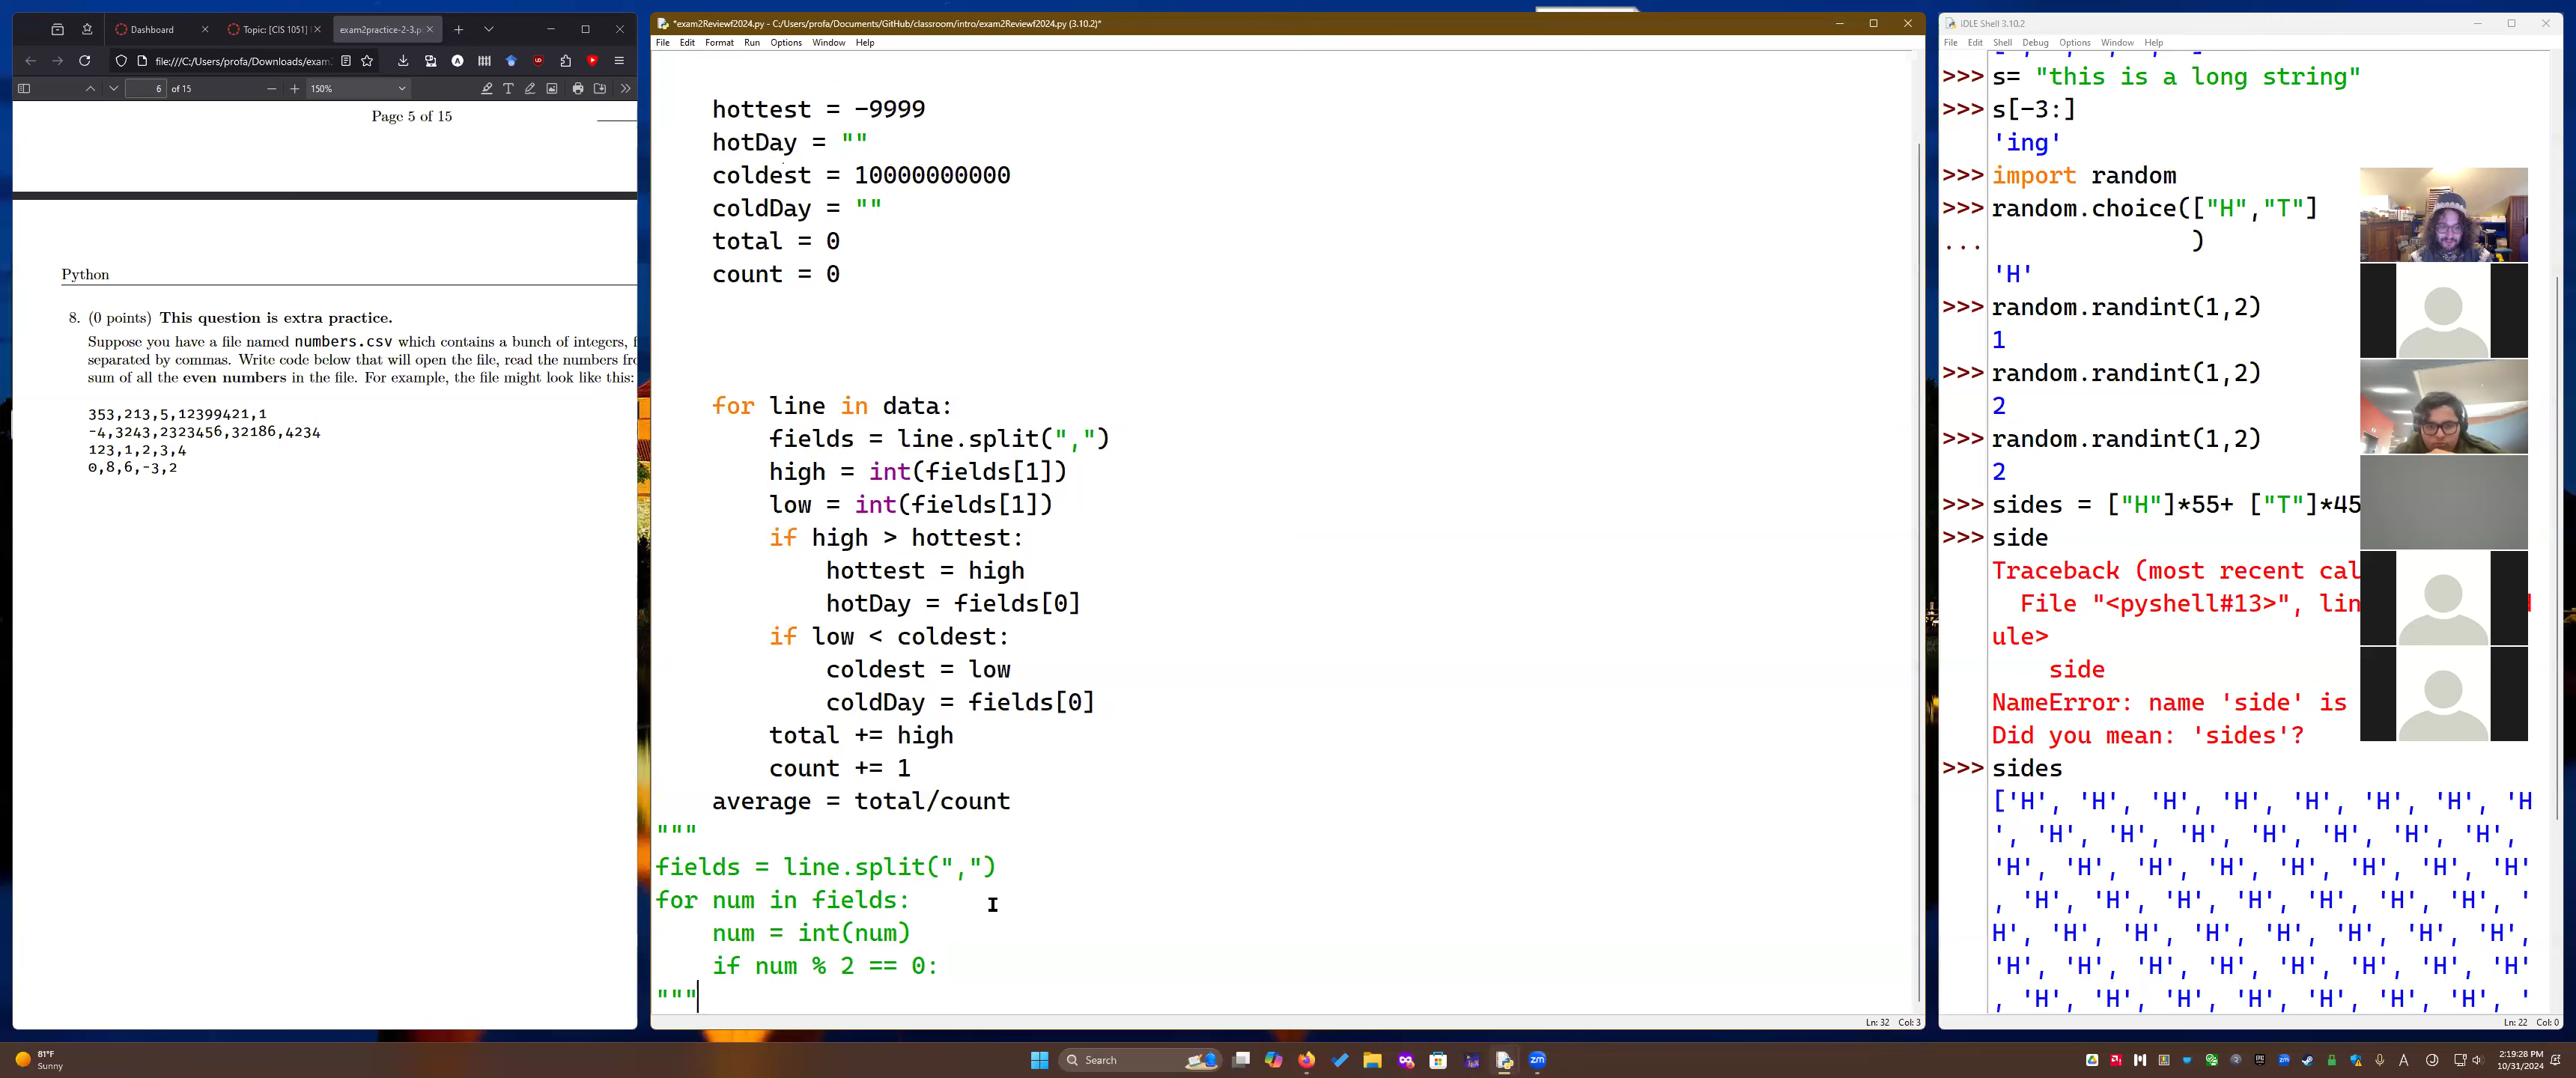 Dashboard
Topic: [CIS 1051]
exam2practice-2-3.p
file:///C:/Users/profa/Downloads/exam
6 of 15
150%
Page 5 of 15
Python
8. (0 points) This question is extra practice.
Suppose you have a file named numbers.csv which contains a bunch of integers, f
separated by commas. Write code below that will open the file, read the numbers fr
sum of all the even numbers in the file. For example, the file might look like this:
353,213,5,12399421,1
-4,3243,2323456,32186,4234
123,1,2,3,4
0,8,6,-3,2
*exam2Reviewf2024.py - C:/Users/profa/Documents/GitHub/classroom/intro/exam2Reviewf2024.py (3.10.2)*
File Edit Format Run Options Window Help
hottest = -9999
hotDay = ""
coldest = 10000000000
coldDay = ""
total = 0
count = 0
for line in data:
fields = line.split(",")
high = int(fields[1])
low = int(fields[1])
if high > hottest:
hottest = high
hotDay = fields[0]
if low < coldest:
coldest = low
coldDay = fields[0]
total += high
count += 1
average = total/count
"""
fields = line.split(",")
for num in fields:
num = int(num)
if num % 2 == 0:
"""
Ln: 32 Col: 3
IDLE Shell 3.10.2
File Edit Shell Debug Options Window Help
>>> s= "this is a long string"
>>> s[-3:]
'ing'
>>> import random
>>> random.choice(["H","T"]
... )
'H'
>>> random.randint(1,2)
1
>>> random.randint(1,2)
2
>>> random.randint(1,2)
2
>>> sides = ["H"]*55+ ["T"]*45
>>> side
Traceback (most recent cal
File "<pyshell#13>", lin
ule>
side
NameError: name 'side' is
Did you mean: 'sides'?
>>> sides
['H', 'H', 'H', 'H', 'H', 'H', 'H', 'H
', 'H', 'H', 'H', 'H', 'H', 'H', 'H',
'H', 'H', 'H', 'H', 'H', 'H', 'H', 'H'
, 'H', 'H', 'H', 'H', 'H', 'H', 'H', '
H', 'H', 'H', 'H', 'H', 'H', 'H', 'H',
'H', 'H', 'H', 'H', 'H', 'H', 'H', 'H'
, 'H', 'H', 'H', 'H', 'H', 'H', 'H', '
Ln: 22 Col: 0
81°F
Sunny
Search
2:19:28 PM
10/31/2024